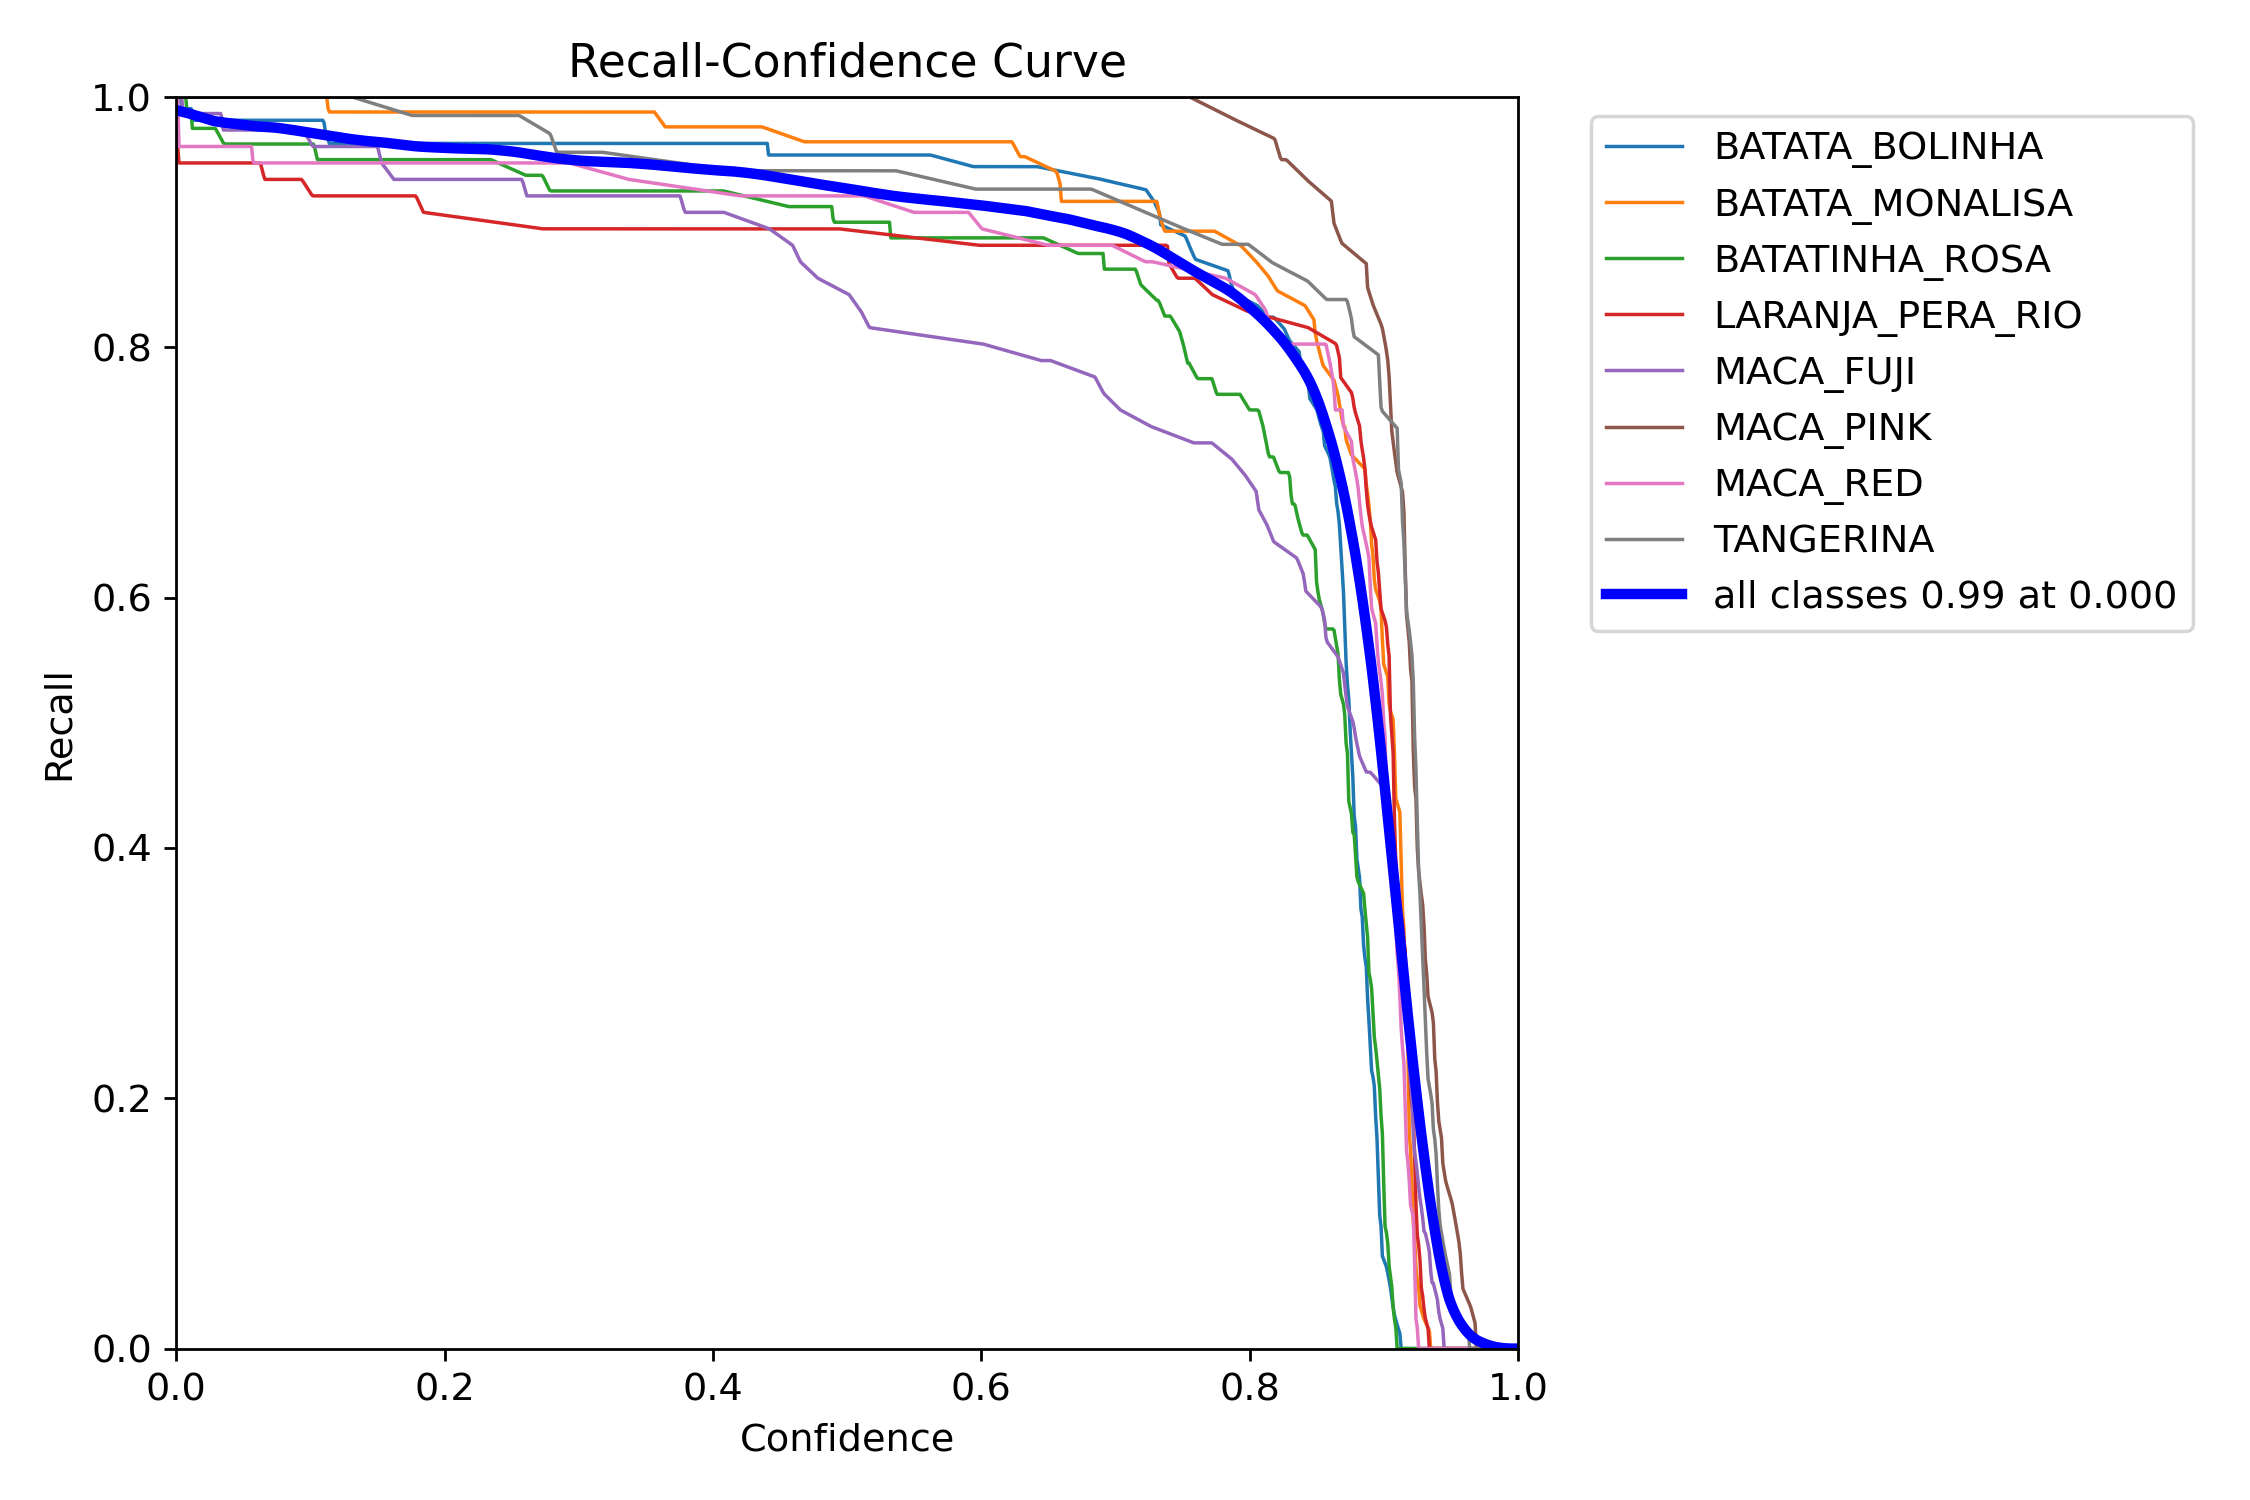 Recall-Confidence Curve
1.0
0.8
0.6
0.4
0.2
0.0
Recall
0.0 0.2 0.4 0.6 0.8 1.0
Confidence
BATATA_BOLINHA
BATATA_MONALISA
BATATINHA_ROSA
LARANJA_PERA_RIO
MACA_FUJI
MACA_PINK
MACA_RED
TANGERINA
all classes 0.99 at 0.000